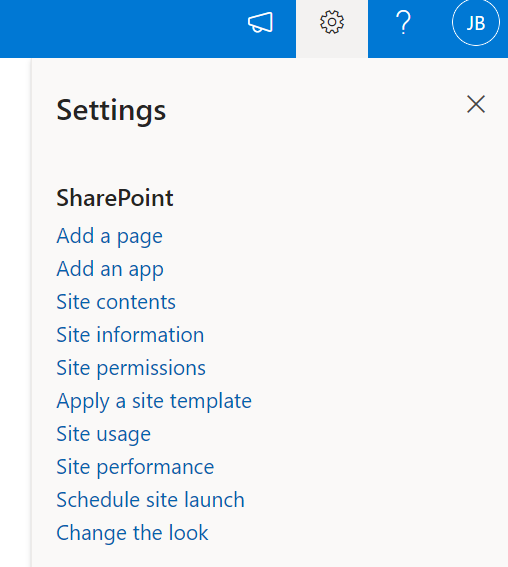 JB
Settings
SharePoint
Add a page
Add an app
Site contents
Site information
Site permissions
Apply a site template
Site usage
Site performance
Schedule site launch
Change the look